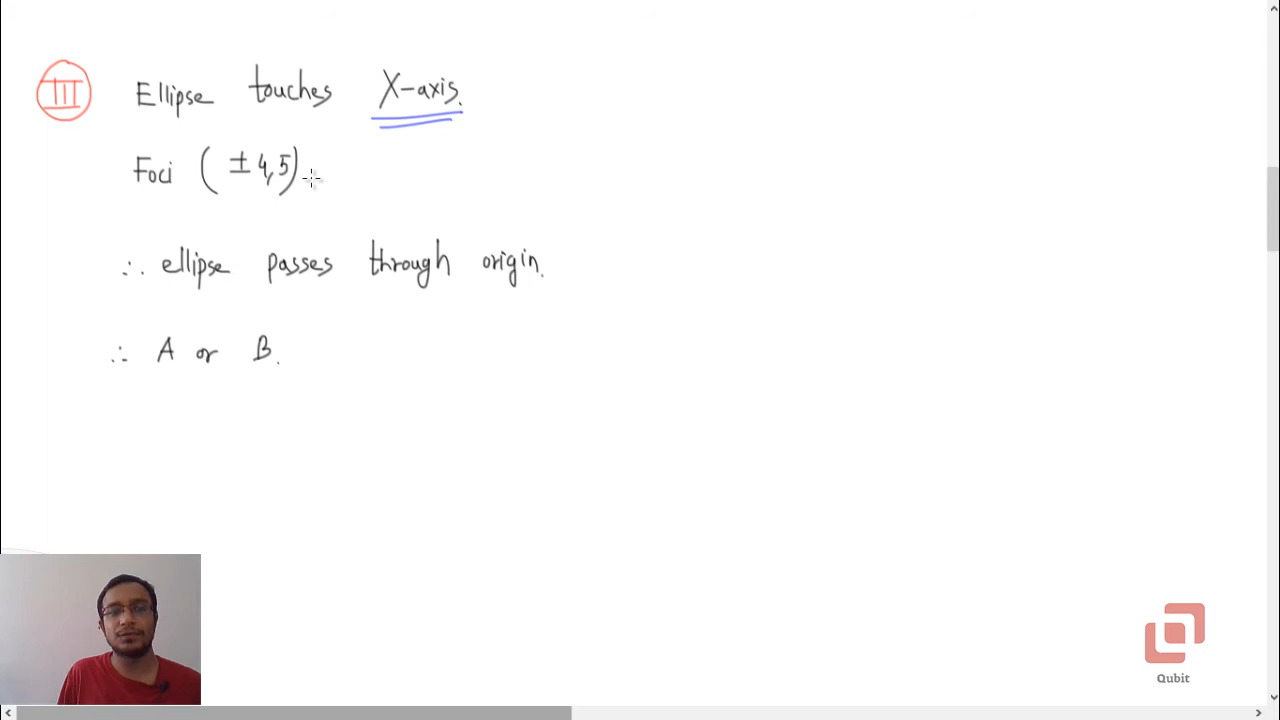 III Ellipse touches X-axis.
Foci (±4,5)
∴ ellipse passes through origin.
∴ A or B.
Qubit